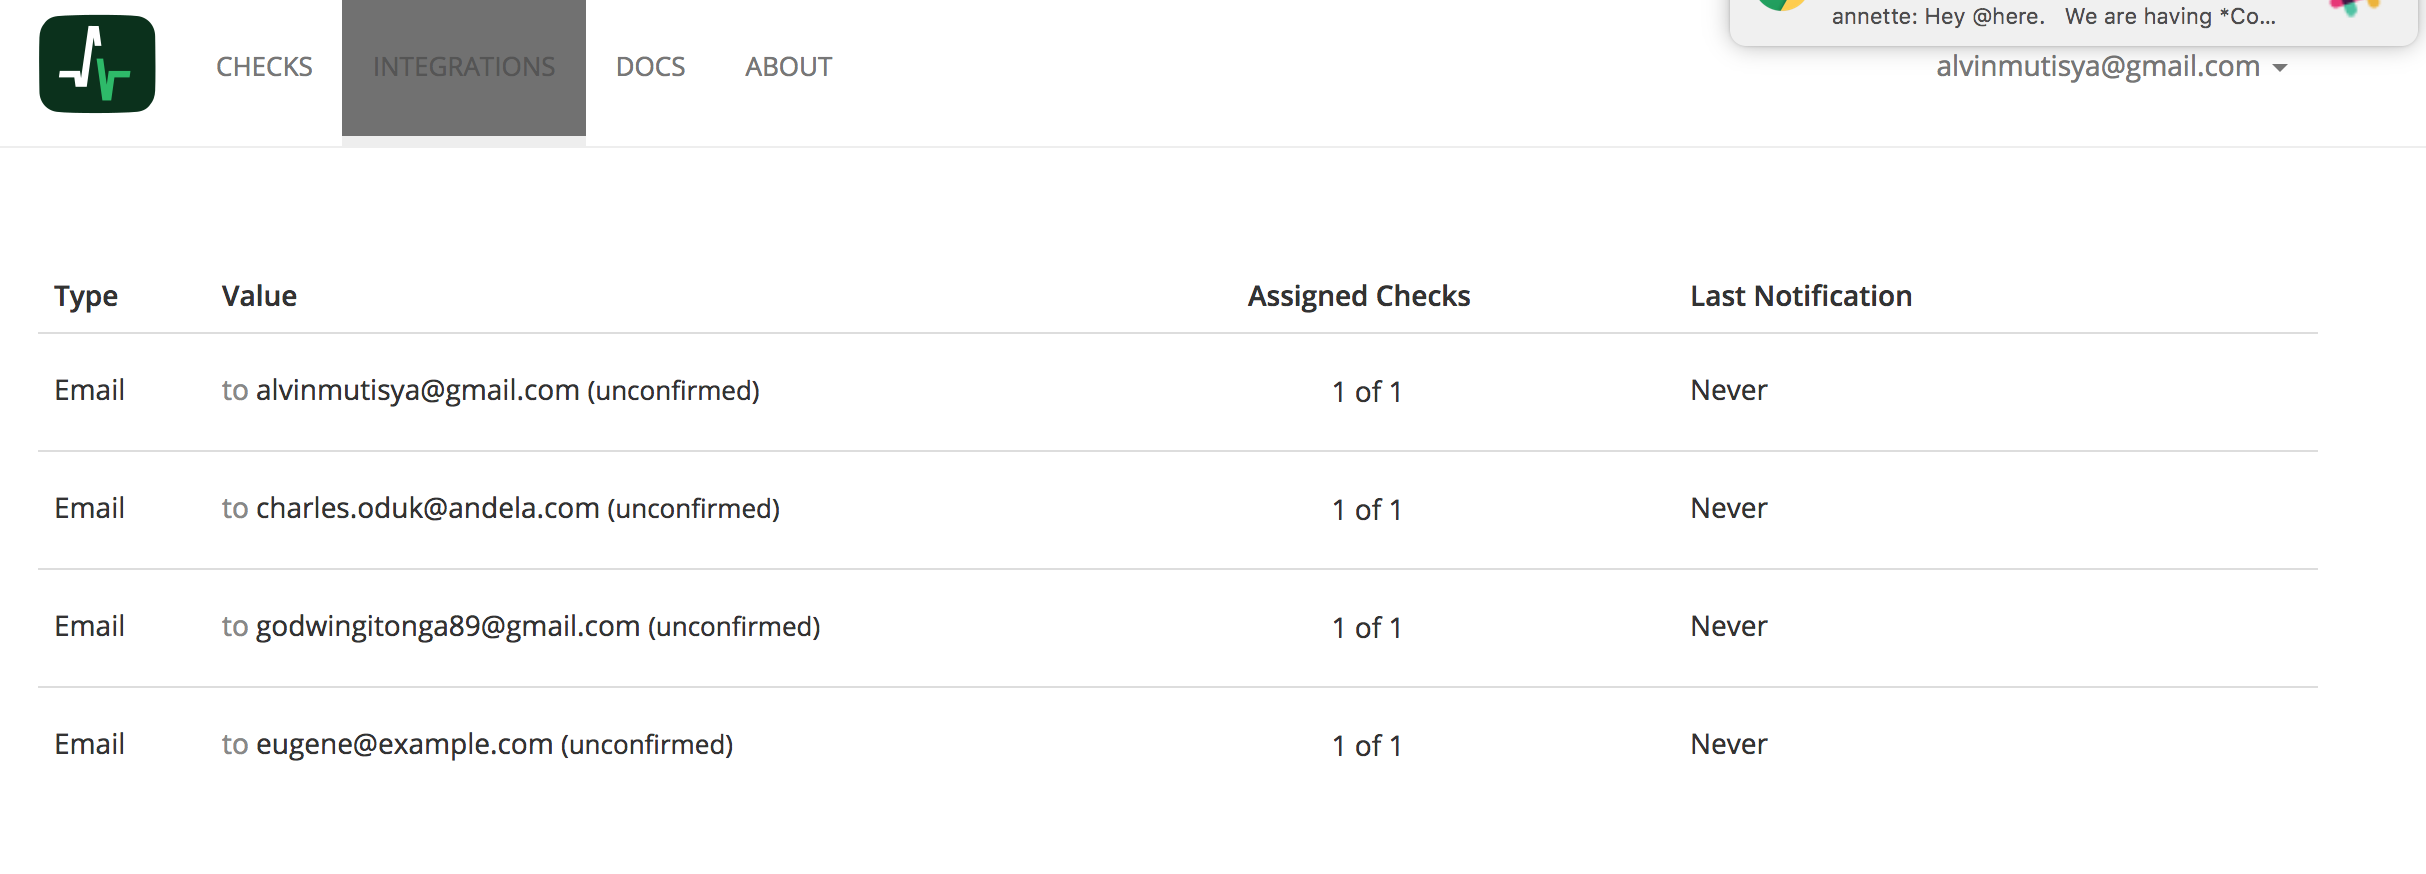 annette: Hey @here. We are having *Co...
CHECKS INTEGRATIONS DOCS ABOUT alvinmutisya@gmail.com
Type Value Assigned Checks Last Notification
Email to alvinmutisya@gmail.com (unconfirmed) 1 of 1 Never
Email to charles.oduk@andela.com (unconfirmed) 1 of 1 Never
Email to godwingitonga89@gmail.com (unconfirmed) 1 of 1 Never
Email to eugene@example.com (unconfirmed) 1 of 1 Never